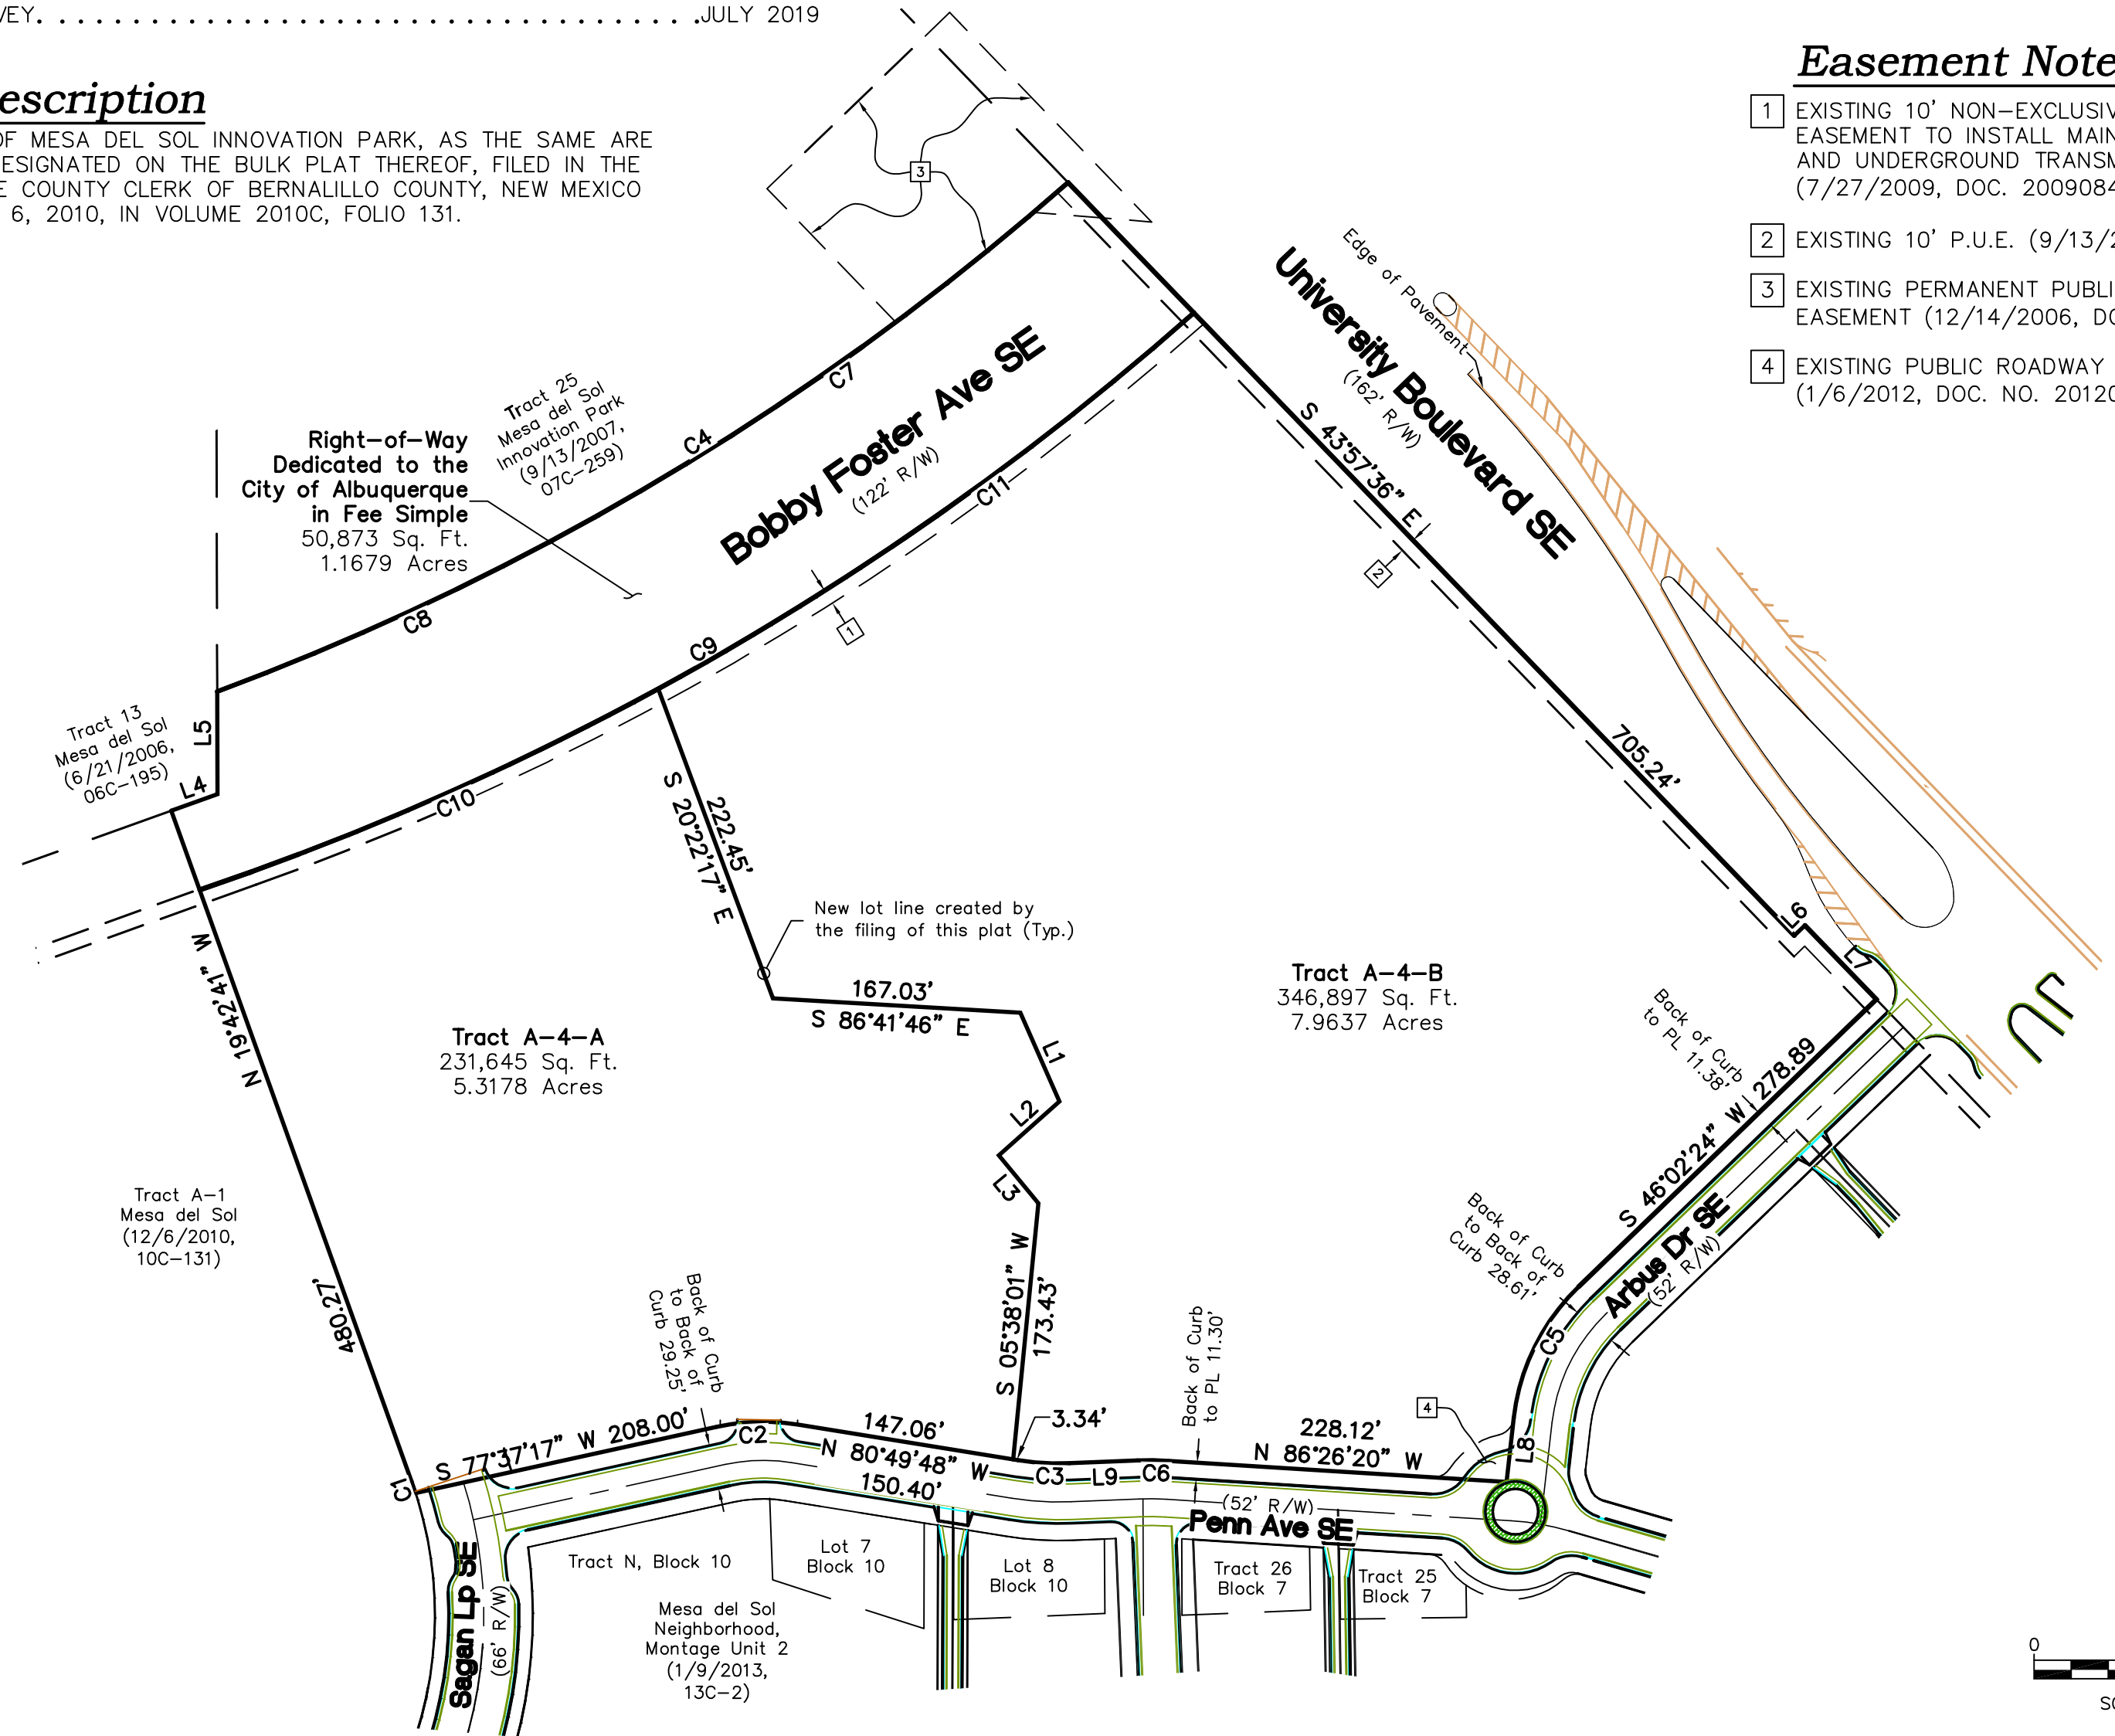 VEY. . . . . . . . . . . . . . . . . . . . . . . . . . . . . . . . . . . .JULY 2019
escription
OF MESA DEL SOL INNOVATION PARK, AS THE SAME ARE
ESIGNATED ON THE BULK PLAT THEREOF, FILED IN THE
E COUNTY CLERK OF BERNALILLO COUNTY, NEW MEXICO
6, 2010, IN VOLUME 2010C, FOLIO 131.
Easement Note
1 EXISTING 10' NON-EXCLUSIV
EASEMENT TO INSTALL MAIN
AND UNDERGROUND TRANSM
(7/27/2009, DOC. 2009084
2 EXISTING 10' P.U.E. (9/13/2
3 EXISTING PERMANENT PUBLI
EASEMENT (12/14/2006, DO
4 EXISTING PUBLIC ROADWAY
(1/6/2012, DOC. NO. 20120
3
Edge of Pavement
University Boulevard SE
(162' R/W)
S 43°57'36" E
705.24'
2
C7
C4
C8
Bobby Foster Ave SE
(122' R/W)
C11
C9
C10
1
Tract 25
Mesa del Sol
Innovation Park
(9/13/2007,
07C-259)
Right-of-Way
Dedicated to the
City of Albuquerque
in Fee Simple
50,873 Sq. Ft.
1.1679 Acres
Tract 13
Mesa del Sol
(6/21/2006,
06C-195)
L5
L4
222.45'
S 20°22'17" E
New lot line created by
the filing of this plat (Typ.)
167.03'
S 86°41'46" E
Tract A-4-A
231,645 Sq. Ft.
5.3178 Acres
Tract A-4-B
346,897 Sq. Ft.
7.9637 Acres
L6
L7
L1
L2
L3
N 19°42'41" W
480.27'
Tract A-1
Mesa del Sol
(12/6/2010,
10C-131)
S 05°38'01" W
173.43'
Back of Curb
to PL 11.38'
S 46°02'24" W 278.89
Arbus Dr SE
(52' R/W)
Back of Curb
to Back of
Curb 28.61'
C5
L8
4
Back of Curb
to Back of
Curb 29.25'
Back of Curb
to PL 11.30'
C1
S 77°37'17" W 208.00'
C2
147.06'
N 80°49'48" W
150.40'
3.34'
C3
L9
C6
228.12'
N 86°26'20" W
(52' R/W)
Penn Ave SE
Sagan Lp SE
(66' R/W)
Tract N, Block 10
Lot 7
Block 10
Lot 8
Block 10
Tract 26
Block 7
Tract 25
Block 7
Mesa del Sol
Neighborhood,
Montage Unit 2
(1/9/2013,
13C-2)
0
SC